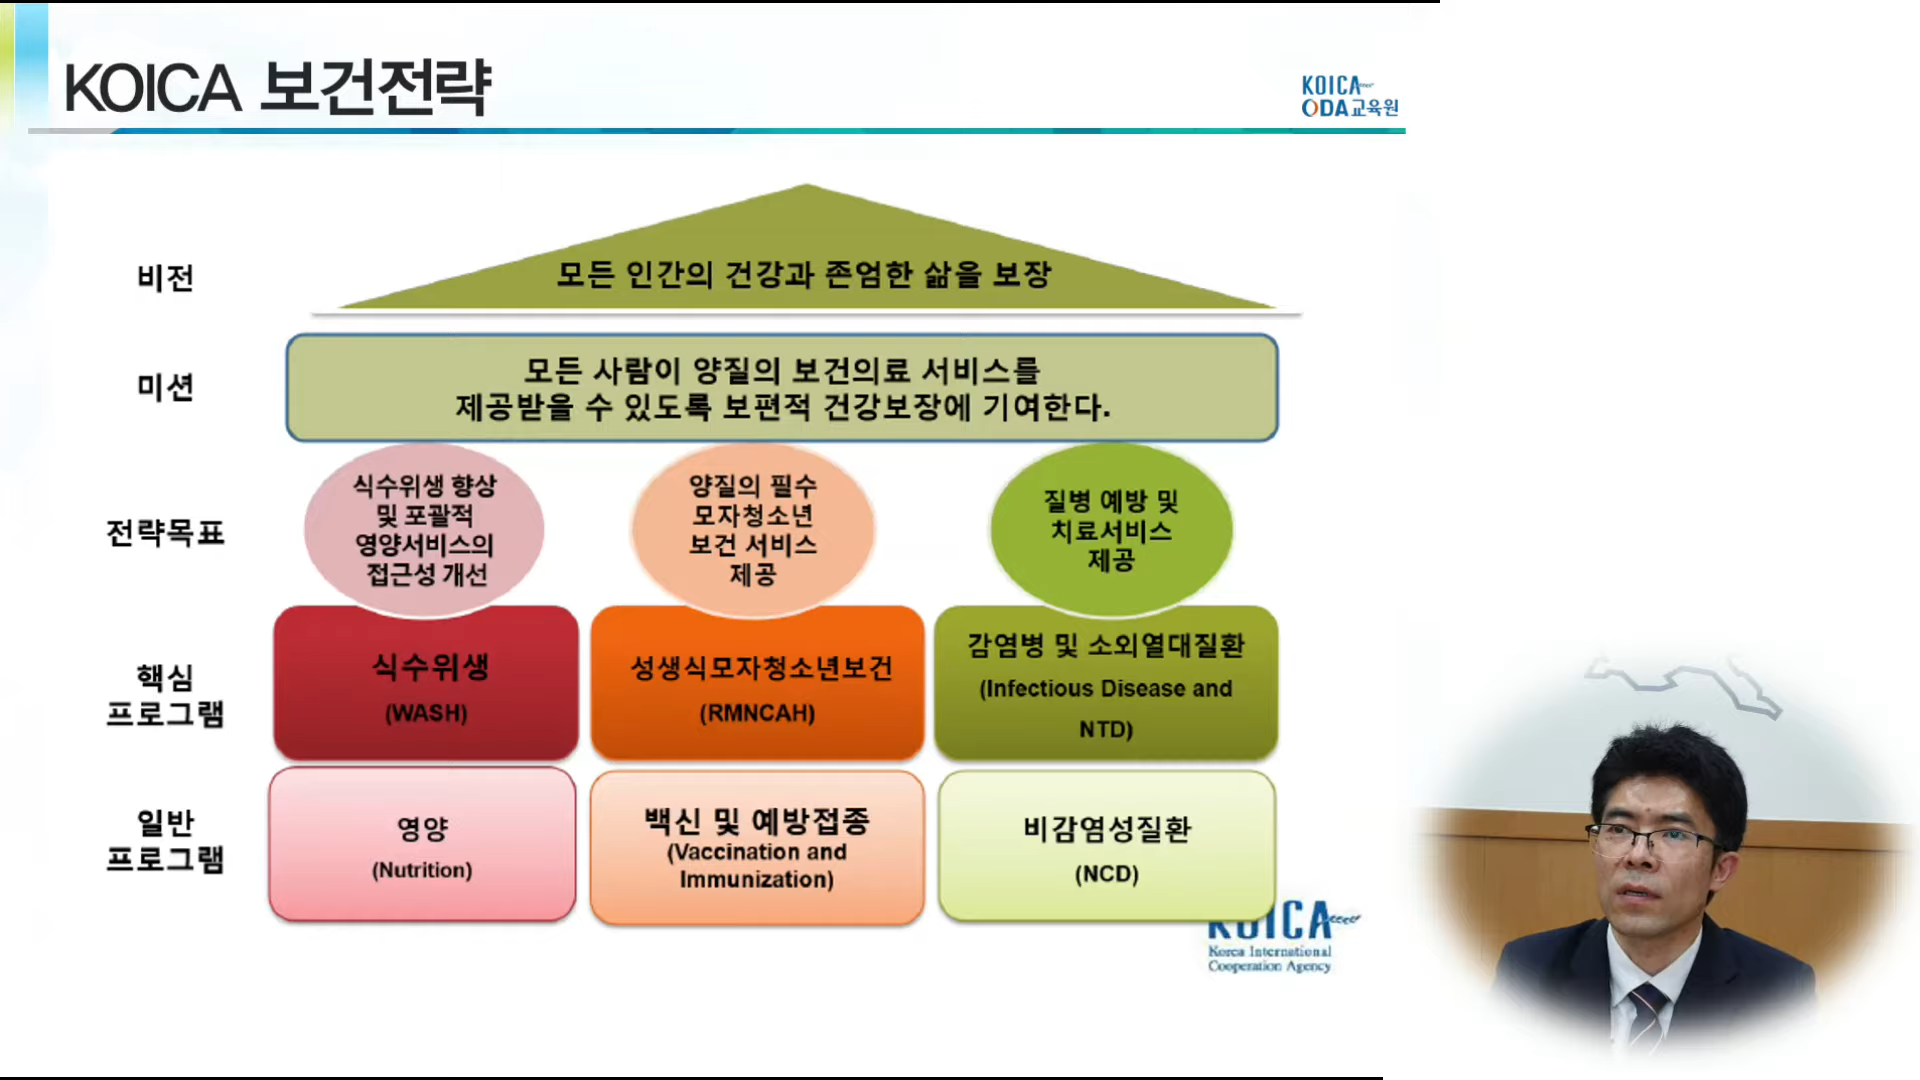 KOICA 보건전략
KOICA
ODA교육원
비전
모든 인간의 건강과 존엄한 삶을 보장
미션
모든 사람이 양질의 보건의료 서비스를
제공받을 수 있도록 보편적 건강보장에 기여한다.
전략목표
식수위생 향상
및 포괄적
영양서비스의
접근성 개선
양질의 필수
모자청소년
보건 서비스
제공
질병 예방 및
치료서비스
제공
핵심
프로그램
식수위생
(WASH)
성생식모자청소년보건
(RMNCAH)
감염병 및 소외열대질환
(Infectious Disease and
NTD)
일반
프로그램
영양
(Nutrition)
백신 및 예방접종
(Vaccination and
Immunization)
비감염성질환
(NCD)
KOICA
Korea International
Cooperation Agency